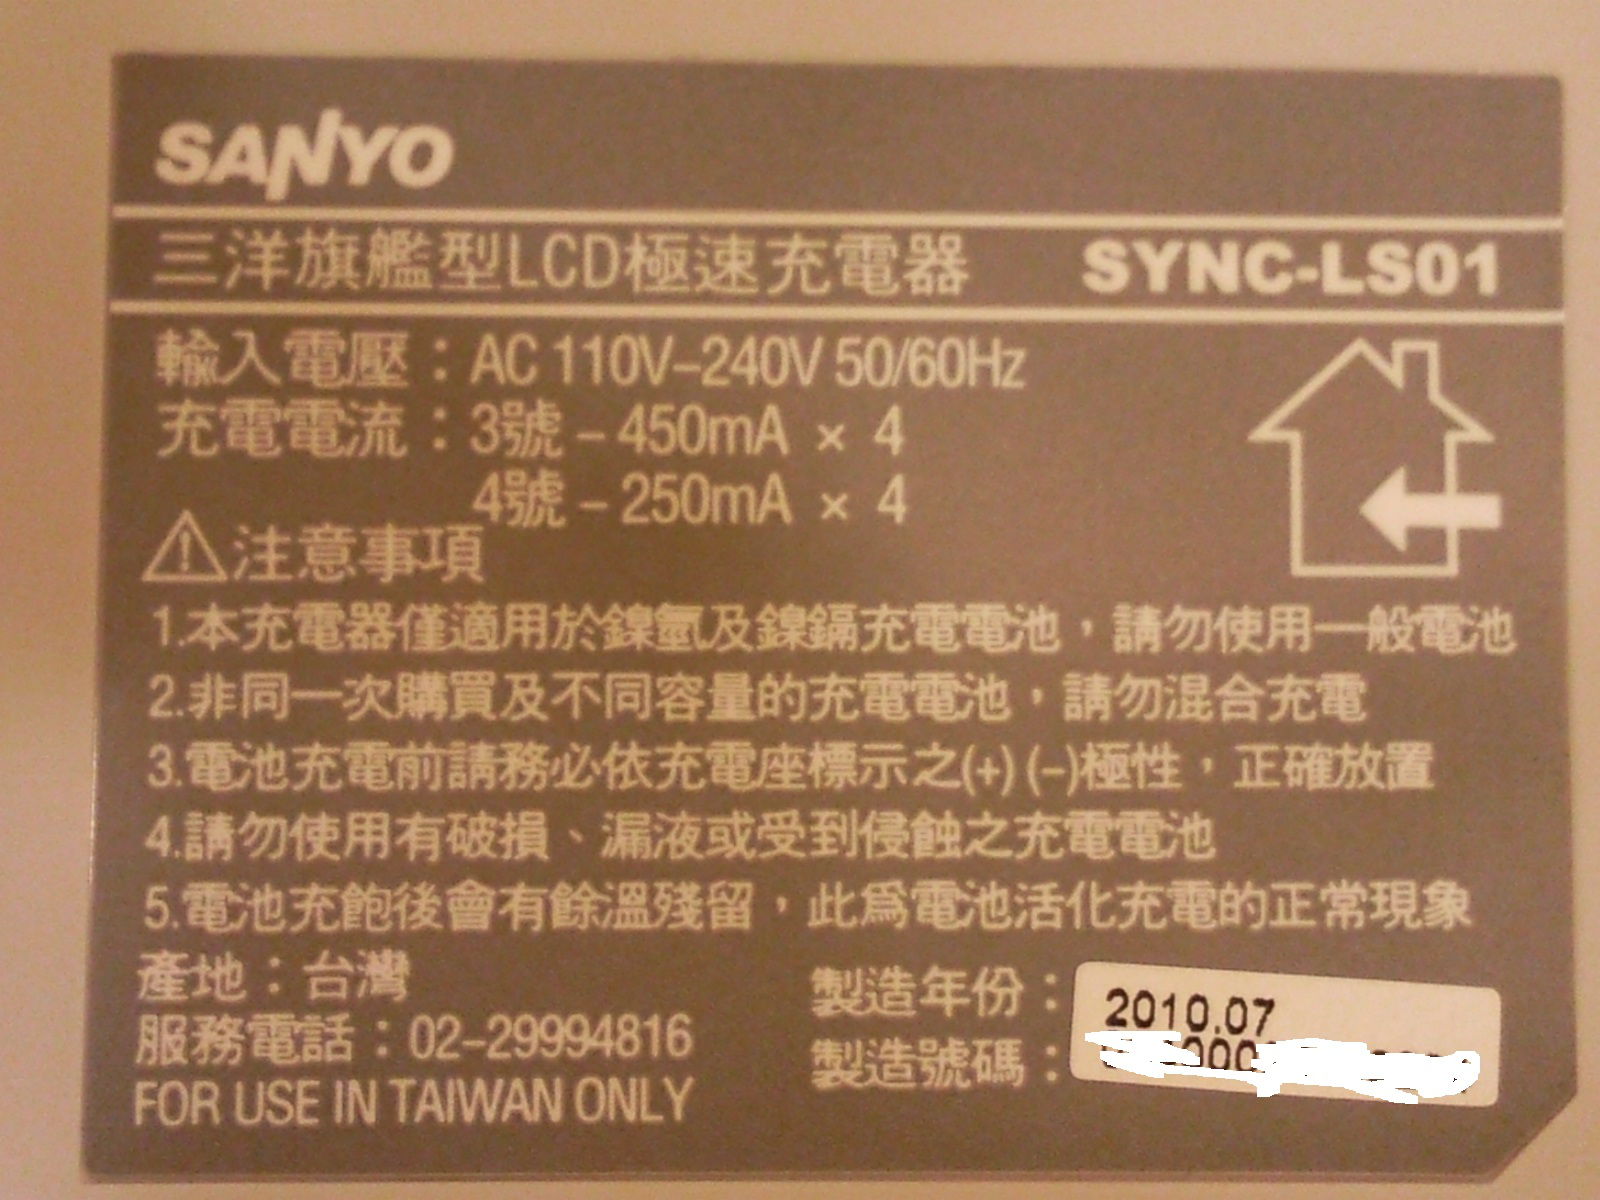 SANYO
三洋旗艦型LCD極速充電器 SYNC-LS01
輸入電壓：AC 110V–240V 50/60Hz
充電電流：3號 – 450mA × 4
4號 – 250mA × 4
注意事項
1.本充電器僅適用於鎳氫及鎳鎘充電電池，請勿使用一般電池
2.非同一次購買及不同容量的充電電池，請勿混合充電
3.電池充電前請務必依充電座標示之(+) (–)極性，正確放置
4.請勿使用有破損、漏液或受到侵蝕之充電電池
5.電池充飽後會有餘溫殘留，此為電池活化充電的正常現象
產地：台灣
服務電話：02–29994816
FOR USE IN TAIWAN ONLY
製造年份：2010.07
製造號碼：